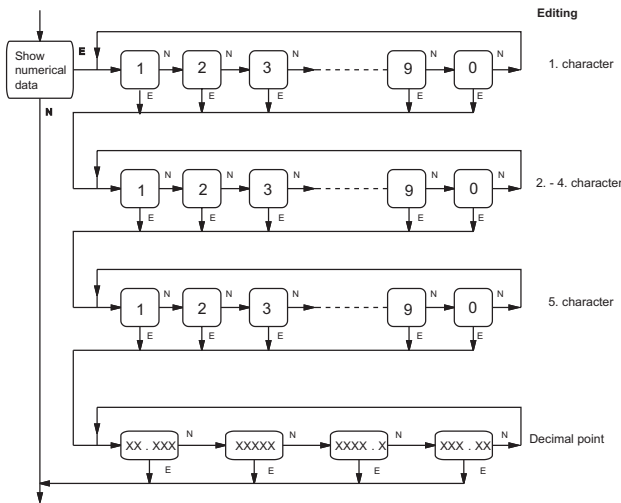 Editing
Show
numerical
data
E
N
1 N 2 N 3 N 9 N 0 N
1. character
E E E E E
1 N 2 N 3 N 9 N 0 N
2. - 4. character
E E E E E
1 N 2 N 3 N 9 N 0 N
5. character
E E E E E
XX . XXX N XXXXX N XXXX . X N XXX . XX N
Decimal point
E E E E